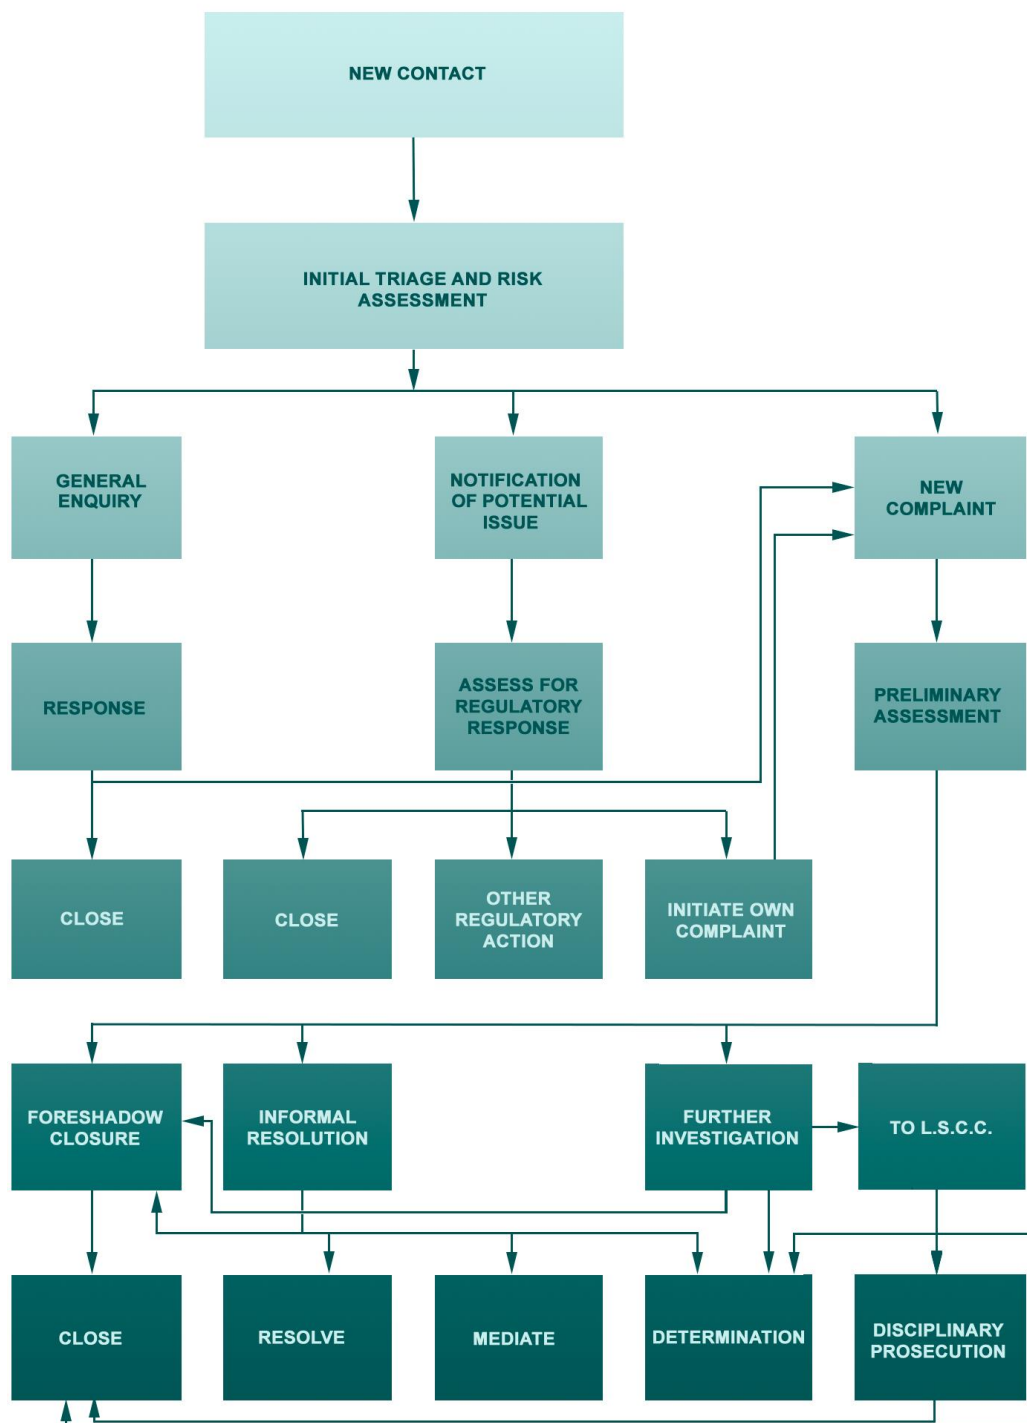 NEW CONTACT
INITIAL TRIAGE AND RISK
ASSESSMENT
GENERAL
ENQUIRY
NOTIFICATION
OF POTENTIAL
ISSUE
NEW
COMPLAINT
RESPONSE
ASSESS FOR
REGULATORY
RESPONSE
PRELIMINARY
ASSESSMENT
CLOSE
CLOSE
OTHER
REGULATORY
ACTION
INITIATE OWN
COMPLAINT
FORESHADOW
CLOSURE
INFORMAL
RESOLUTION
FURTHER
INVESTIGATION
TO L.S.C.C.
CLOSE
RESOLVE
MEDIATE
DETERMINATION
DISCIPLINARY
PROSECUTION